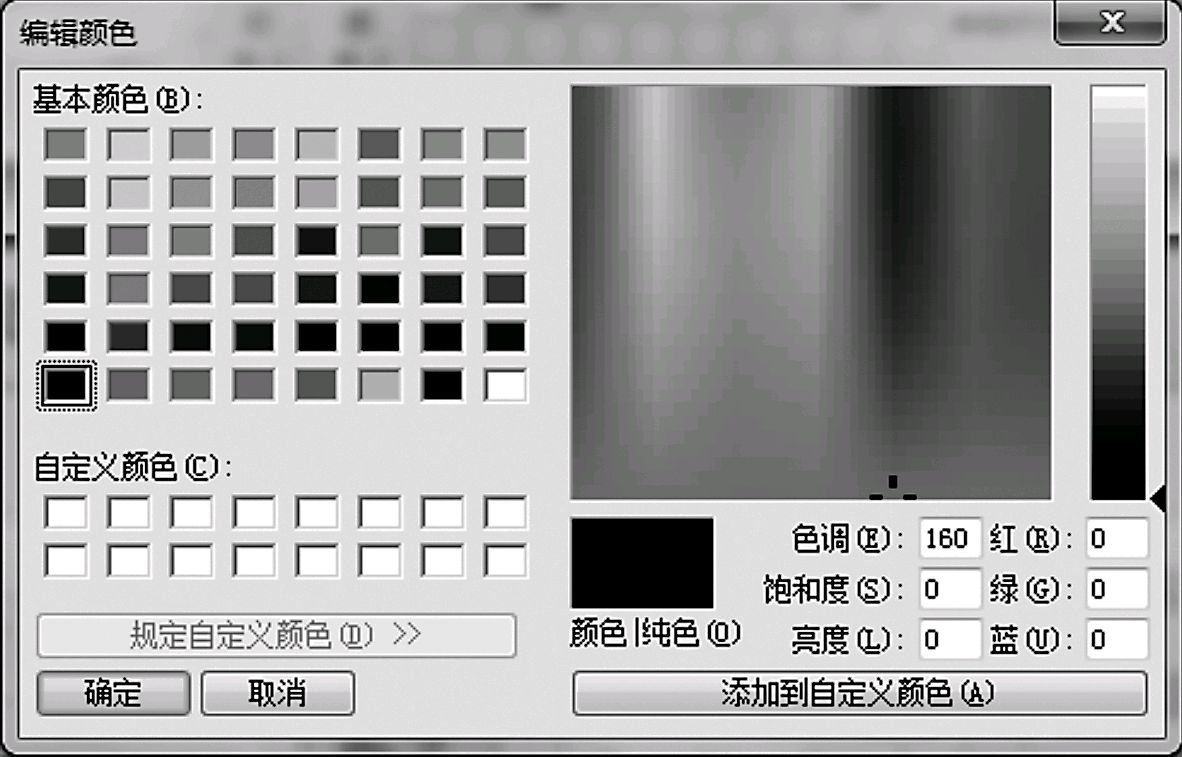 编辑颜色
基本颜色(B):
自定义颜色(C):
规定自定义颜色(D) >>
确定 取消
色调(E): 160 红(R): 0
饱和度(S): 0 绿(G): 0
颜色|纯色(O) 亮度(L): 0 蓝(U): 0
添加到自定义颜色(A)